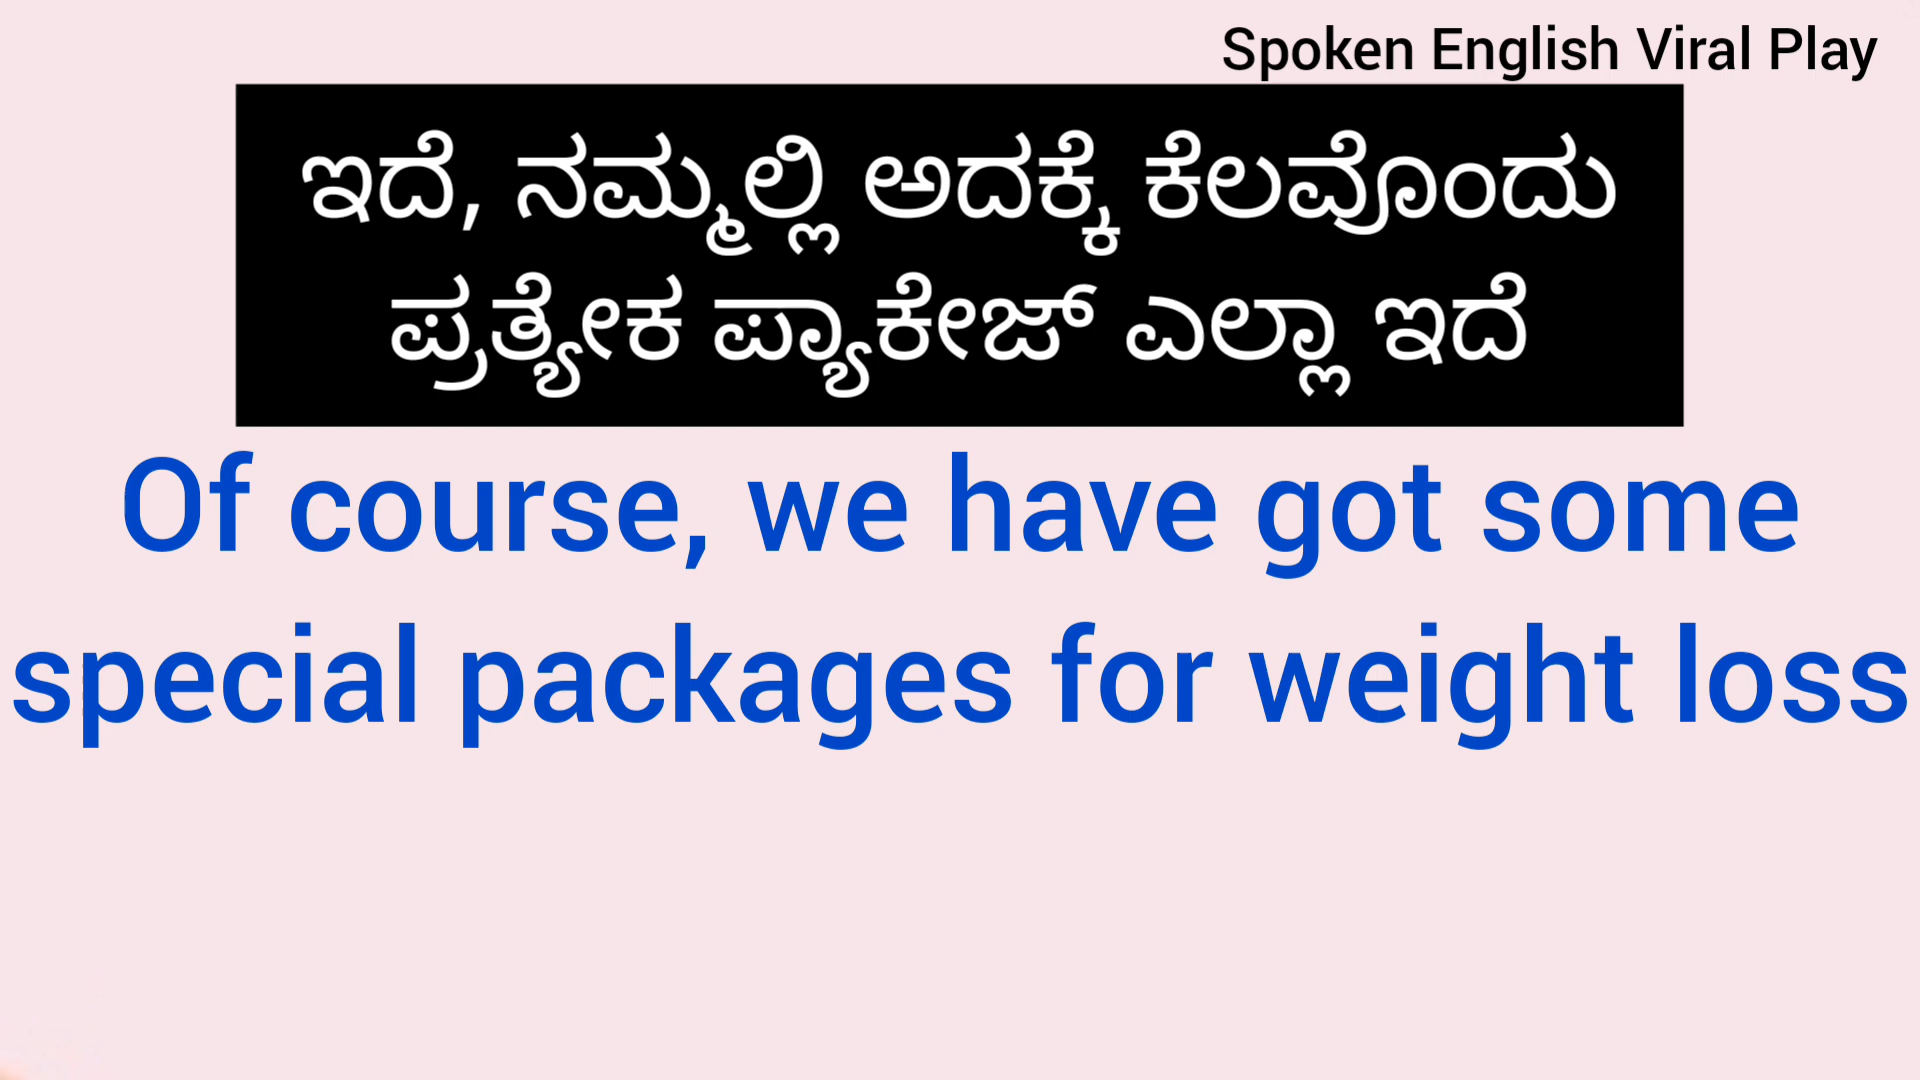 Spoken English Viral Play
ಇದೆ, ನಮ್ಮಲ್ಲಿ ಅದಕ್ಕೆ ಕೆಲವೊಂದು
ಪ್ರತ್ಯೇಕ ಪ್ಯಾಕೇಜ್ ಎಲ್ಲಾ ಇದೆ
Of course, we have got some
special packages for weight loss